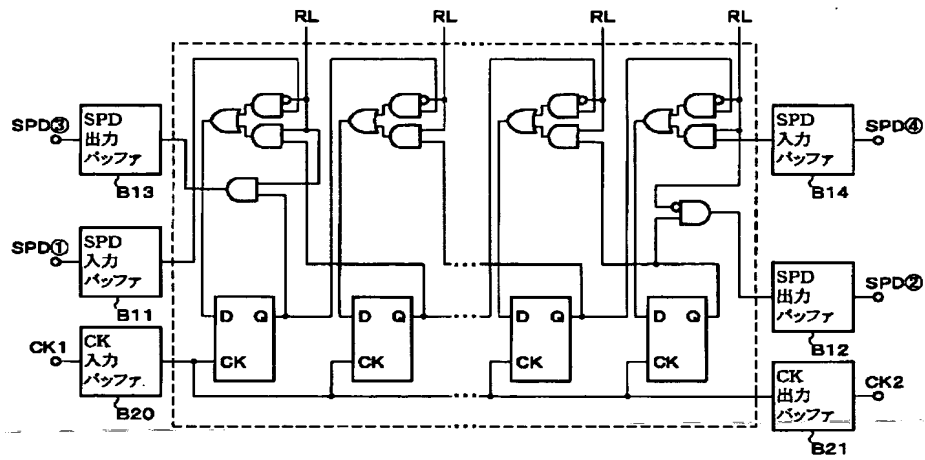 RL RL RL RL
SPD③
SPD
出力
バッファ
B13
SPD
入力
バッファ
SPD④
B14
SPD①
SPD
入力
バッファ
B11
SPD
出力
バッファ
SPD②
B12
CK1
CK
入力
バッファ
B20
D Q
CK
D Q
CK
D Q
CK
D Q
CK
CK
出力
バッファ
CK2
B21